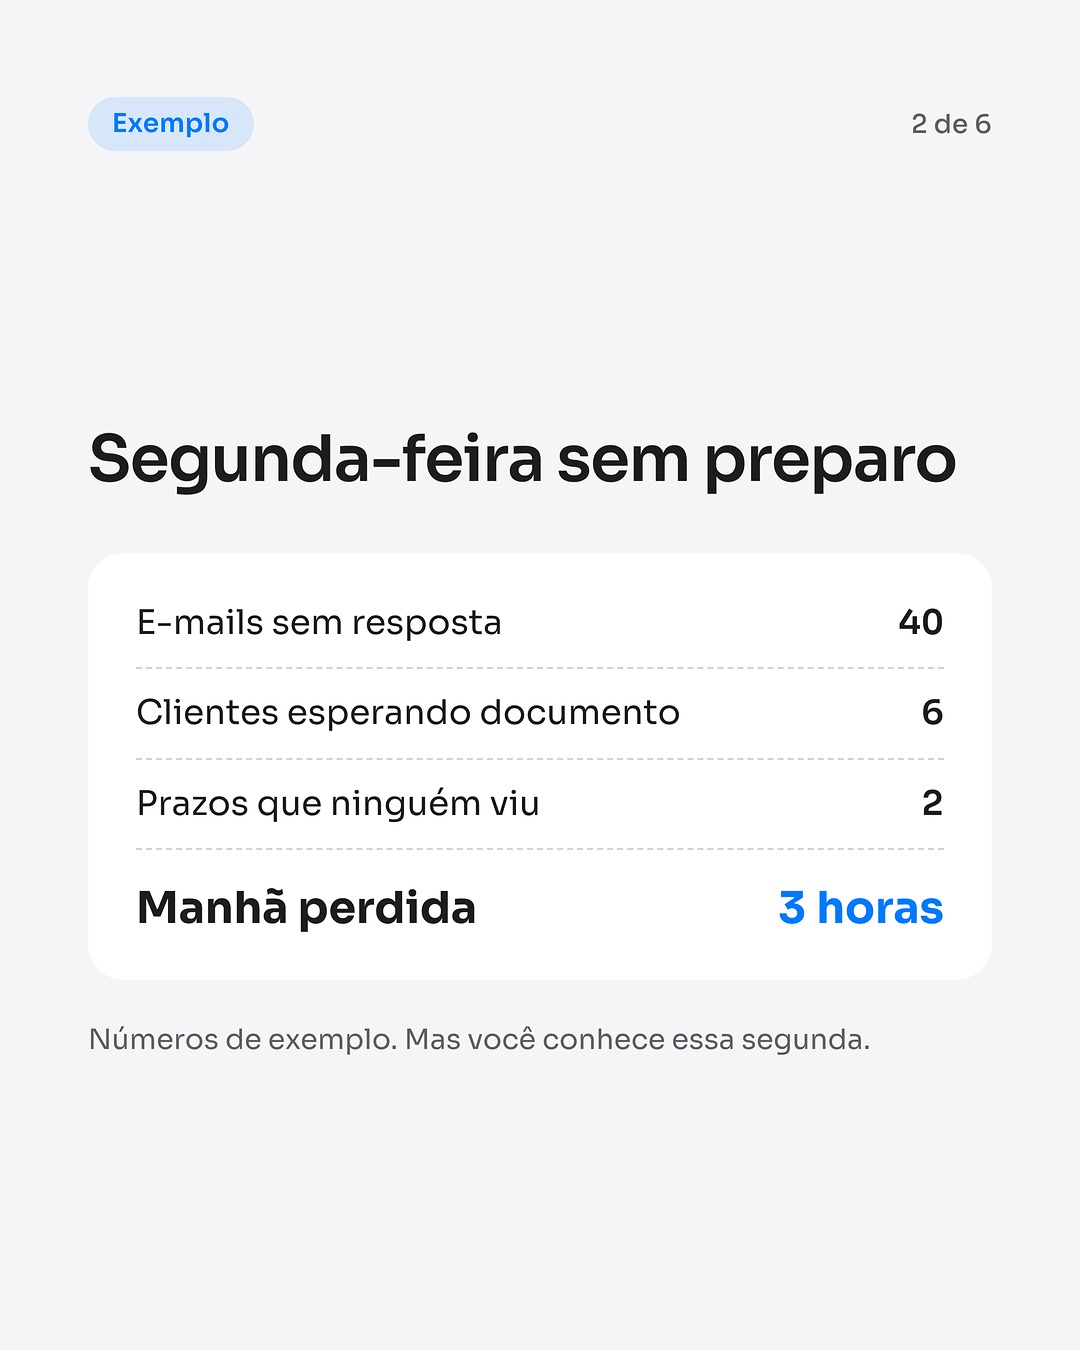 Exemplo
2 de 6
Segunda-feira sem preparo
E-mails sem resposta 40
Clientes esperando documento 6
Prazos que ninguém viu 2
Manhã perdida 3 horas
Números de exemplo. Mas você conhece essa segunda.